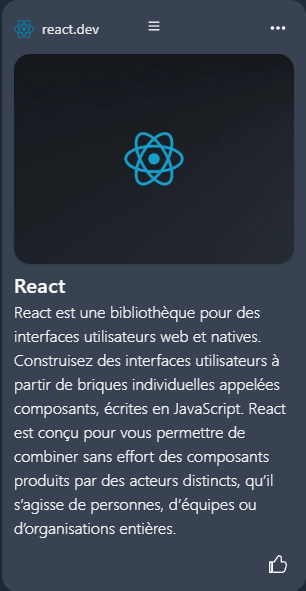 react.dev
React
React est une bibliothèque pour des
interfaces utilisateurs web et natives.
Construisez des interfaces utilisateurs à
partir de briques individuelles appelées
composants, écrites en JavaScript. React
est conçu pour vous permettre de
combiner sans effort des composants
produits par des acteurs distincts, qu’il
s’agisse de personnes, d’équipes ou
d’organisations entières.